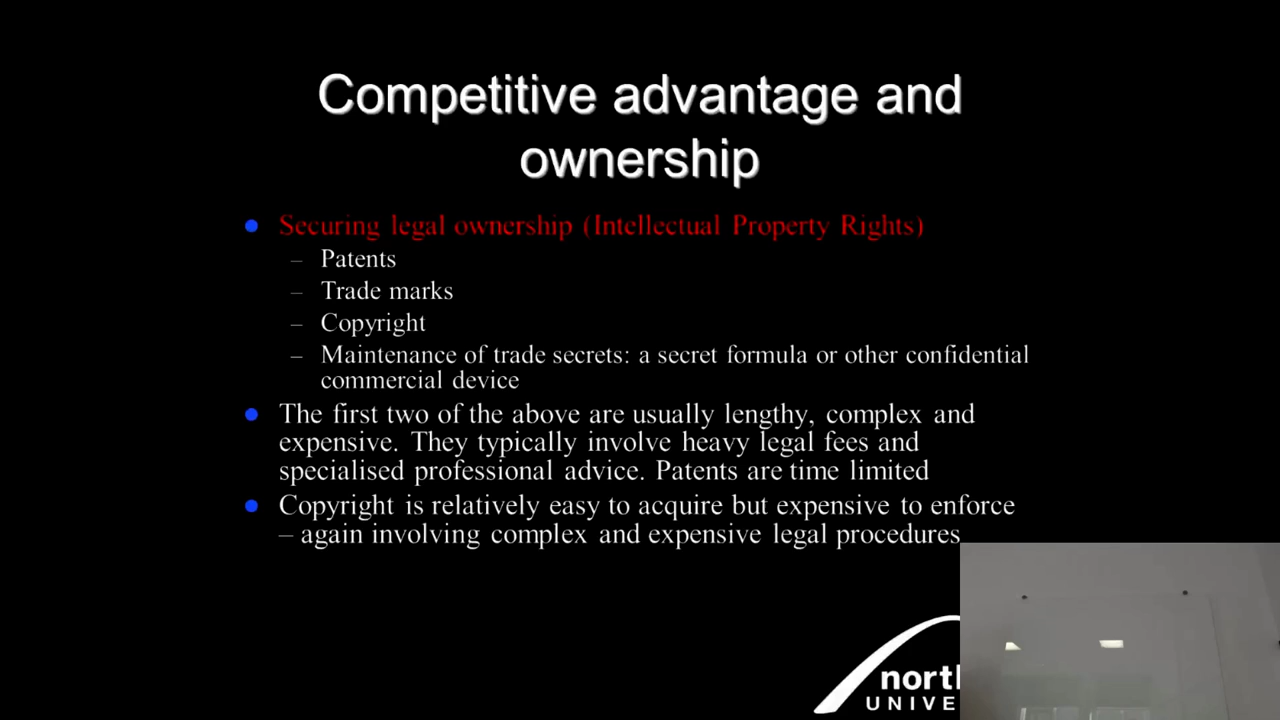 Competitive advantage and
ownership
● Securing legal ownership (Intellectual Property Rights)
– Patents
– Trade marks
– Copyright
– Maintenance of trade secrets: a secret formula or other confidential
commercial device
● The first two of the above are usually lengthy, complex and
expensive. They typically involve heavy legal fees and
specialised professional advice. Patents are time limited
● Copyright is relatively easy to acquire but expensive to enforce
– again involving complex and expensive legal procedures